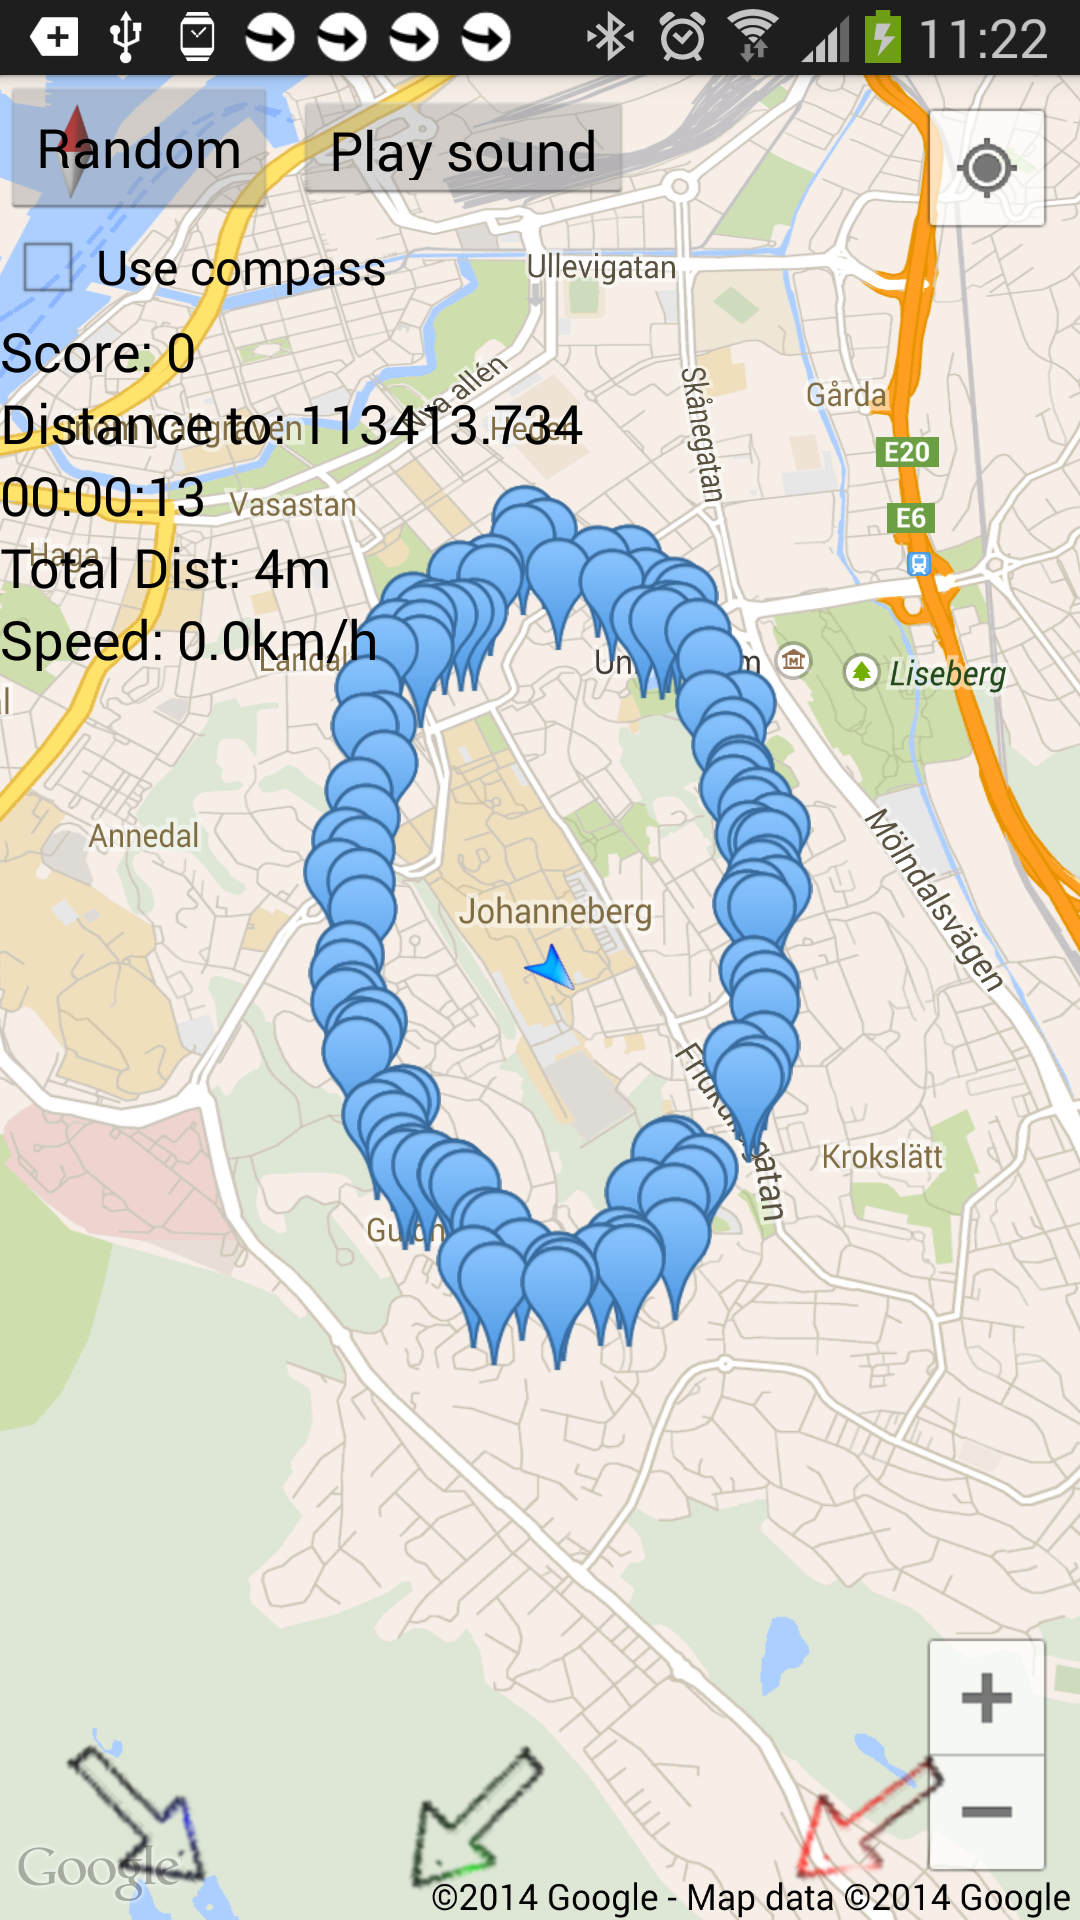 11:22
Random
Play sound
Use compass
Ullevigatan
Score: 0
Skånegatan
Gårda
Distance to: 113413.734
E20
00:00:13
Vasastan
E6
Haga
Total Dist: 4m
Speed: 0.0km/h
Liseberg
Annedal
Mölndalsvägen
Johanneberg
Krokslätt
Google
©2014 Google - Map data ©2014 Google